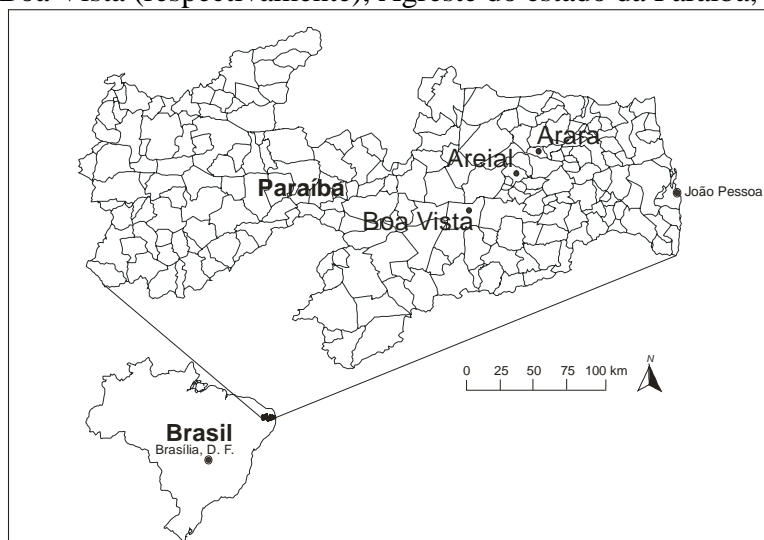 Boa Vista (respectivamente), Agreste do estado da Paraíba,
Arara
Areial
Paraíba
João Pessoa
Boa Vista
N
0 25 50 75 100 km
Brasil
Brasília, D. F.